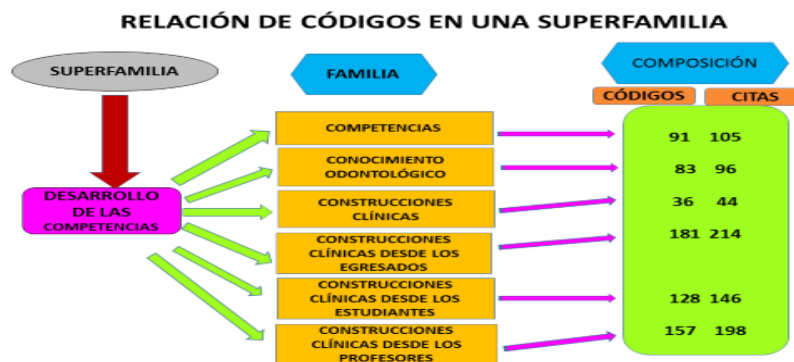 RELACIÓN DE CÓDIGOS EN UNA SUPERFAMILIA
SUPERFAMILIA
FAMILIA
COMPOSICIÓN
CÓDIGOS CITAS
COMPETENCIAS
91 105
CONOCIMIENTO
ODONTOLÓGICO
83 96
DESARROLLO
DE LAS
COMPETENCIAS
CONSTRUCCIONES
CLÍNICAS
36 44
CONSTRUCCIONES
CLÍNICAS DESDE LOS
EGRESADOS
181 214
CONSTRUCCIONES
CLÍNICAS DESDE LOS
ESTUDIANTES
128 146
CONSTRUCCIONES
CLÍNICAS DESDE LOS
PROFESORES
157 198